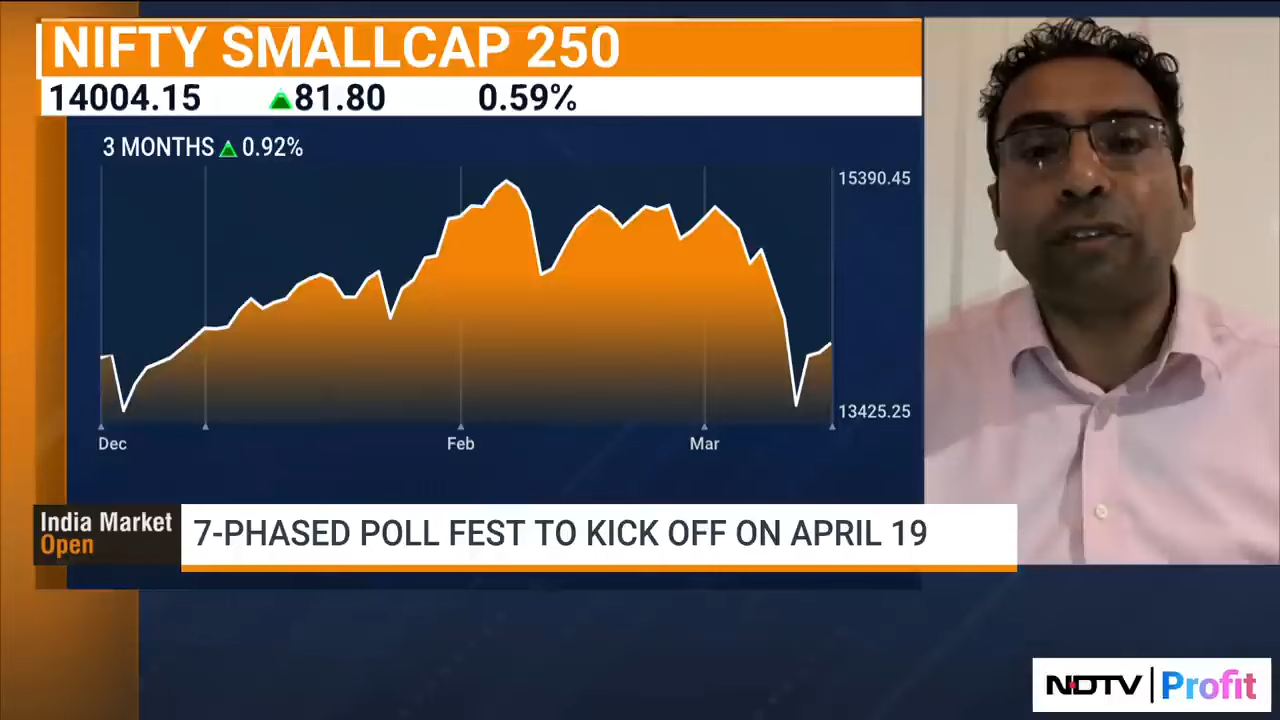 NIFTY SMALLCAP 250
14004.15 ▲81.80 0.59%
3 MONTHS ▲ 0.92%
15390.45
13425.25
Dec Feb Mar
India Market
Open
7-PHASED POLL FEST TO KICK OFF ON APRIL 19
NDTV Profit